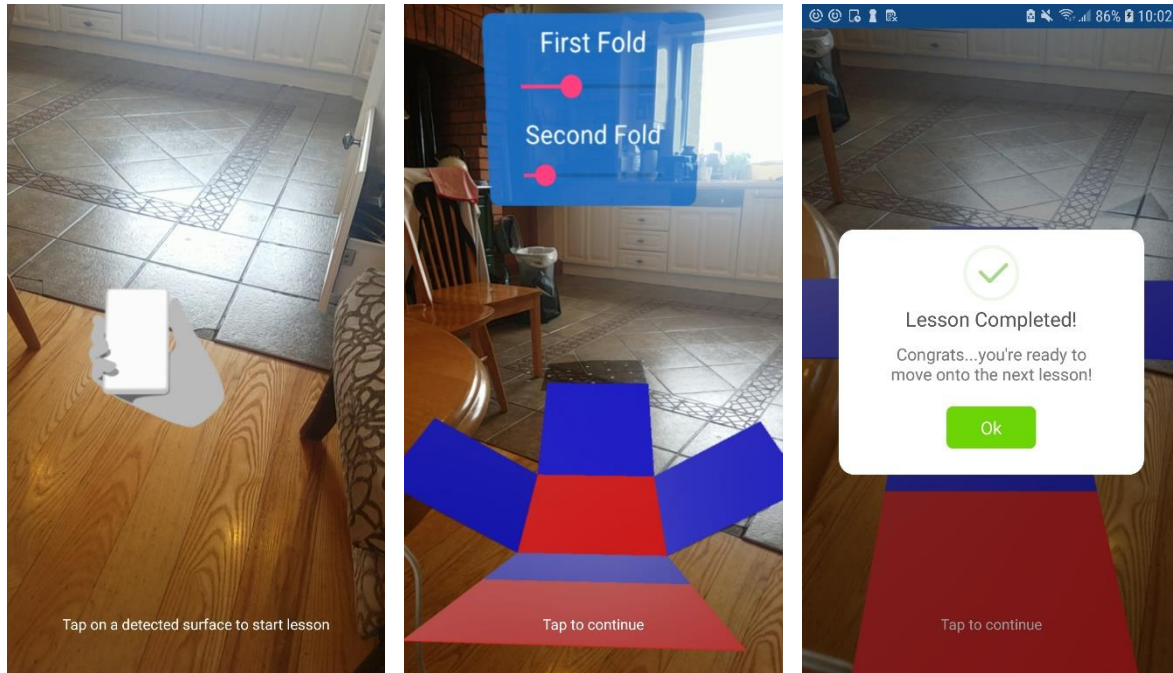 Tap on a detected surface to start lesson
First Fold
Second Fold
Tap to continue
86% 10:02
Lesson Completed!
Congrats...you're ready to
move onto the next lesson!
Ok
Tap to continue